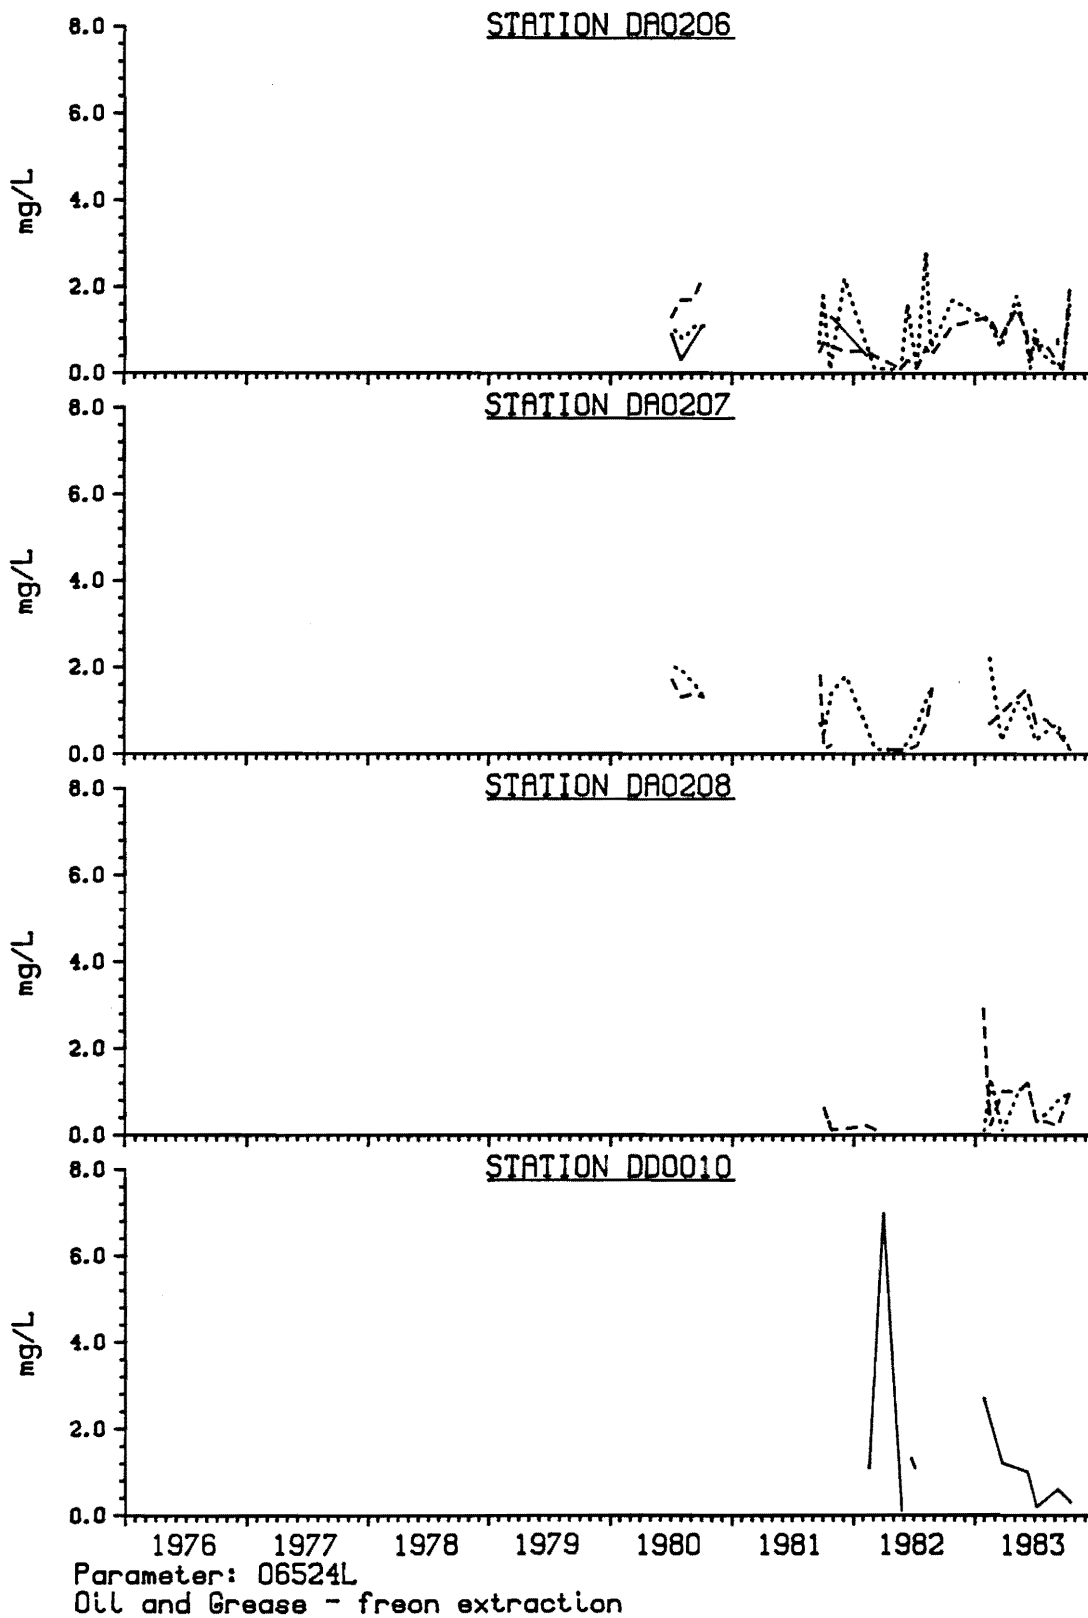 STATION DA0206
8.0
6.0
4.0
2.0
0.0
mg/L
STATION DA0207
8.0
6.0
4.0
2.0
0.0
mg/L
STATION DA0208
8.0
6.0
4.0
2.0
0.0
mg/L
STATION DD0010
8.0
6.0
4.0
2.0
0.0
mg/L
1976 1977 1978 1979 1980 1981 1982 1983
Parameter: 06524L
Oil and Grease - freon extraction